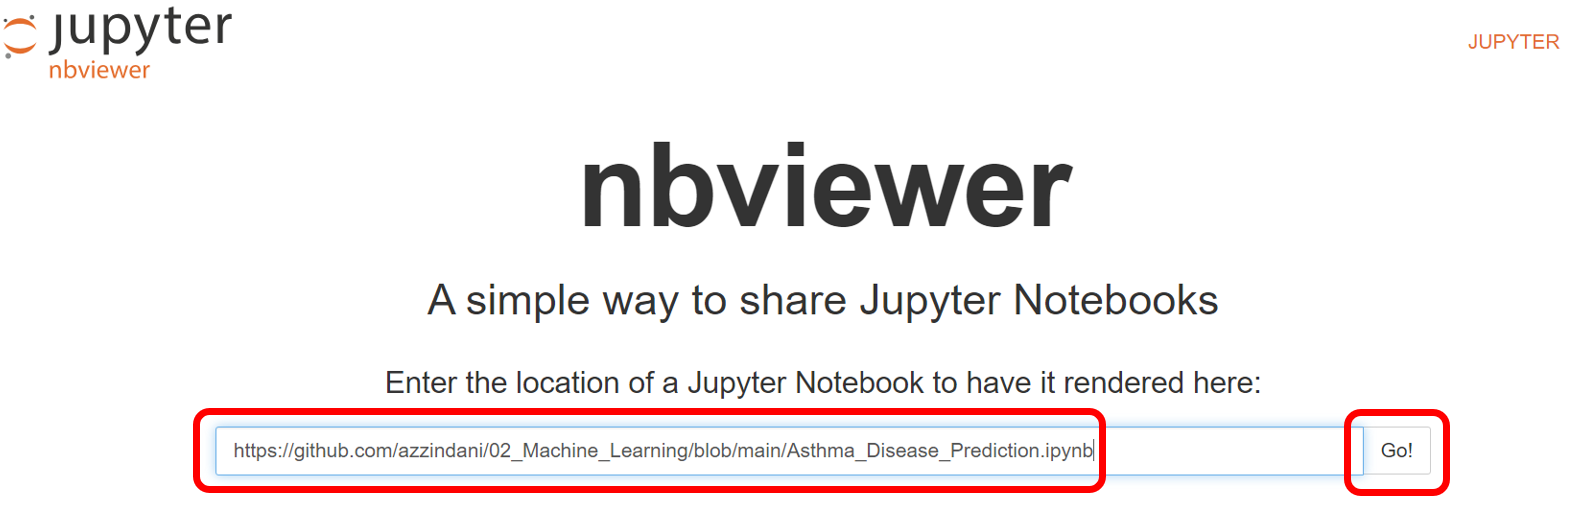 jupyter
nbviewer
JUPYTER
nbviewer
A simple way to share Jupyter Notebooks
Enter the location of a Jupyter Notebook to have it rendered here:
https://github.com/azzindani/02_Machine_Learning/blob/main/Asthma_Disease_Prediction.ipynb
Go!